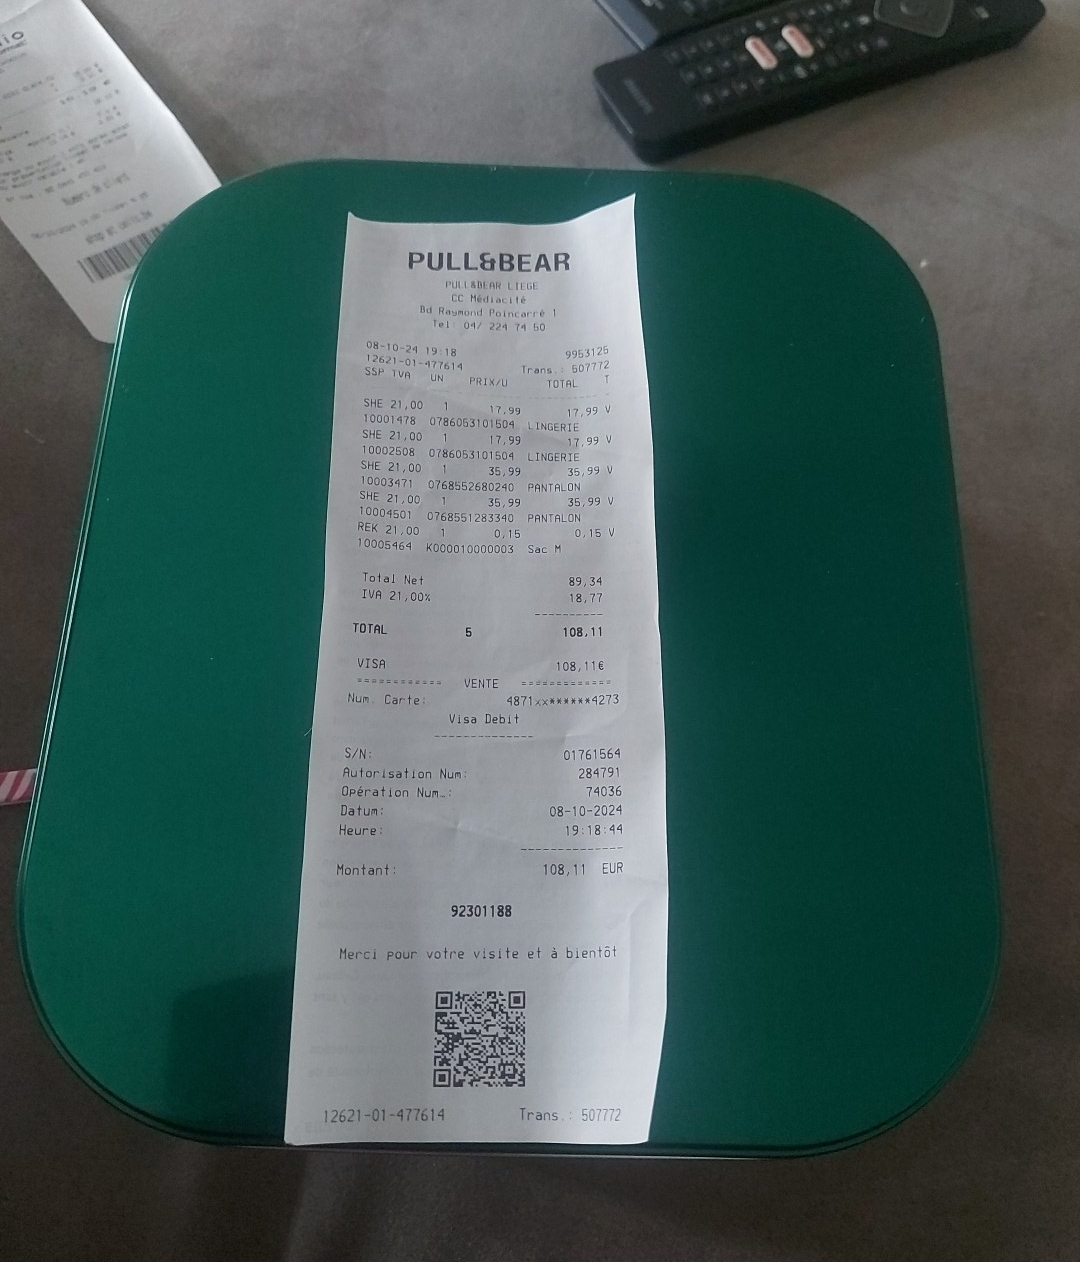 PULL&BEAR
PULL&BEAR LIEGE
CC Médiacité
Bd Raymond Poincarré 1
Tel: 04/ 224 74 50
08-10-24 19:18 9953125
12621-01-477614 Trans.: 507772
SSP TVA UN PRIX/U TOTAL T
SHE 21,00 1 17,99 17,99 V
10001478 0786053101504 LINGERIE
SHE 21,00 1 17,99 17,99 V
10002508 0786053101504 LINGERIE
SHE 21,00 1 35,99 35,99 V
10003471 0768552680240 PANTALON
SHE 21,00 1 35,99 35,99 V
10004501 0768551283340 PANTALON
REK 21,00 1 0,15 0,15 V
10005464 K000010000003 Sac M
Total Net 89,34
IVA 21,00% 18,77
----------
TOTAL 5 108,11
VISA 108,11€
============ VENTE =============
Num. Carte: 4871xx******4273
Visa Debit
--------------
S/N: 01761564
Autorisation Num: 284791
Opération Num.: 74036
Datum: 08-10-2024
Heure: 19:18:44
--------------
Montant: 108,11 EUR
92301188
Merci pour votre visite et à bientôt
12621-01-477614 Trans.: 507772